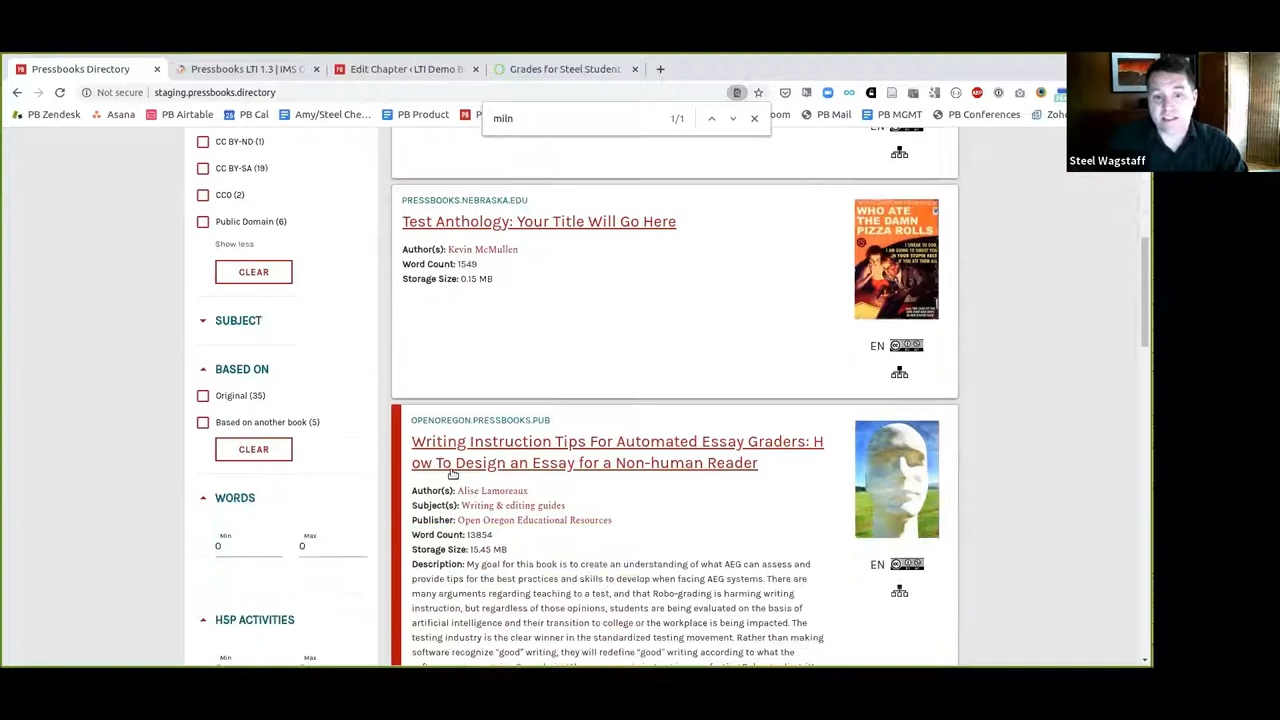 Pressbooks Directory
Pressbooks LTI 1.3 | IMS
Edit Chapter ‹ LTI Demo B
Grades for Steel Student
Not secure
staging.pressbooks.directory
PB Zendesk
Asana
PB Airtable
PB Cal
Amy/Steel Che...
PB Product
PB Mail
PB MGMT
PB Conferences
miln
1/1
Steel Wagstaff
CC BY-ND (1)
CC BY-SA (19)
CC0 (2)
Public Domain (6)
Show less
CLEAR
SUBJECT
BASED ON
Original (35)
Based on another book (5)
CLEAR
WORDS
Min
0
Max
0
H5P ACTIVITIES
PRESSBOOKS.NEBRASKA.EDU
Test Anthology: Your Title Will Go Here
Author(s): Kevin McMullen
Word Count: 1549
Storage Size: 0.15 MB
WHO ATE
THE DAMN
PIZZA ROLLS
EN
OPENOREGON.PRESSBOOKS.PUB
Writing Instruction Tips For Automated Essay Graders: H
ow To Design an Essay for a Non-human Reader
Author(s): Alise Lamoreaux
Subject(s): Writing & editing guides
Publisher: Open Oregon Educational Resources
Word Count: 13854
Storage Size: 15.45 MB
Description: My goal for this book is to create an understanding of what AEG can assess and
provide tips for the best practices and skills to develop when facing AEG systems. There are
many arguments regarding teaching to a test, and that Robo-grading is harming writing
instruction, but regardless of those opinions, students are being evaluated on the basis of
artificial intelligence and their transition to college or the workplace is being impacted. The
testing industry is the clear winner in the standardized testing movement. Rather than making
software recognize "good" writing, they will redefine "good" writing according to what the
EN